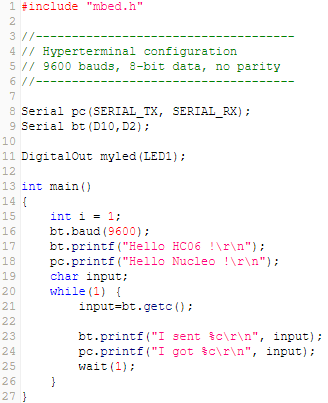 1 #include "mbed.h"
2
3 //------------------------------------
4 // Hyperterminal configuration
5 // 9600 bauds, 8-bit data, no parity
6 //------------------------------------
7
8 Serial pc(SERIAL_TX, SERIAL_RX);
9 Serial bt(D10,D2);
10
11 DigitalOut myled(LED1);
12
13 int main()
14 {
15     int i = 1;
16     bt.baud(9600);
17     bt.printf("Hello HC06 !\r\n");
18     pc.printf("Hello Nucleo !\r\n");
19     char input;
20     while(1) {
21         input=bt.getc();
22
23         bt.printf("I sent %c\r\n", input);
24         pc.printf("I got %c\r\n", input);
25         wait(1);
26     }
27 }